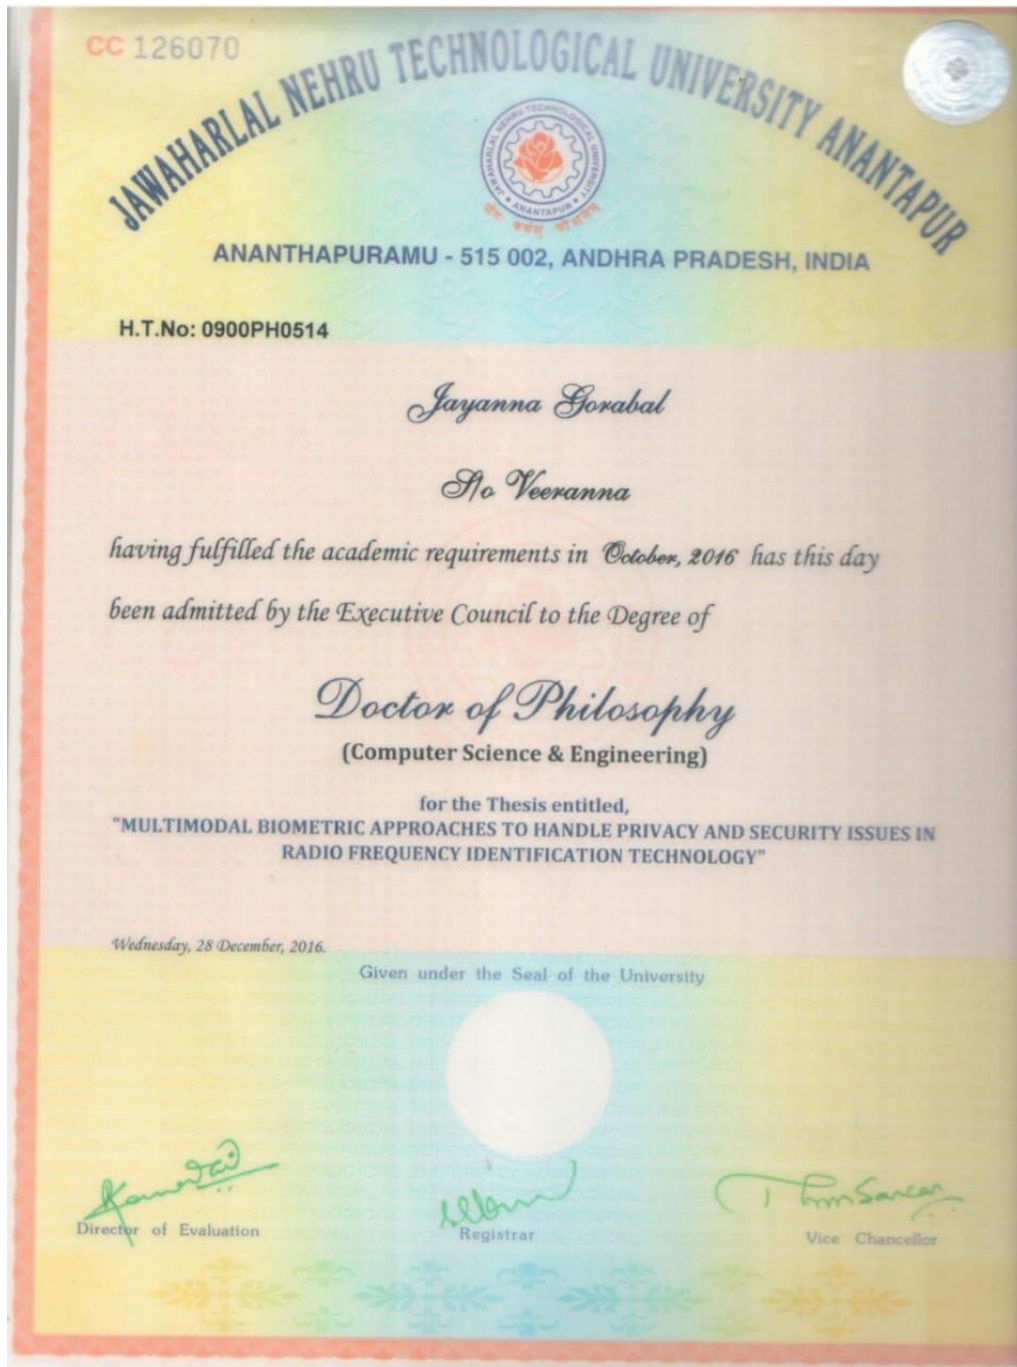 CC 126070
JAWAHARLAL NEHRU TECHNOLOGICAL UNIVERSITY ANANTAPUR
JAWAHARLAL NEHRU TECHNOLOGICAL UNIVERSITY
ANANTAPUR
ANANTHAPURAMU - 515 002, ANDHRA PRADESH, INDIA
H.T.No: 0900PH0514
Jayanna Gorabal
S/o Veeranna
having fulfilled the academic requirements in October, 2016 has this day
been admitted by the Executive Council to the Degree of
Doctor of Philosophy
(Computer Science & Engineering)
for the Thesis entitled,
"MULTIMODAL BIOMETRIC APPROACHES TO HANDLE PRIVACY AND SECURITY ISSUES IN
RADIO FREQUENCY IDENTIFICATION TECHNOLOGY"
Wednesday, 28 December, 2016.
Given under the Seal of the University
Director of Evaluation
Registrar
Vice Chancellor